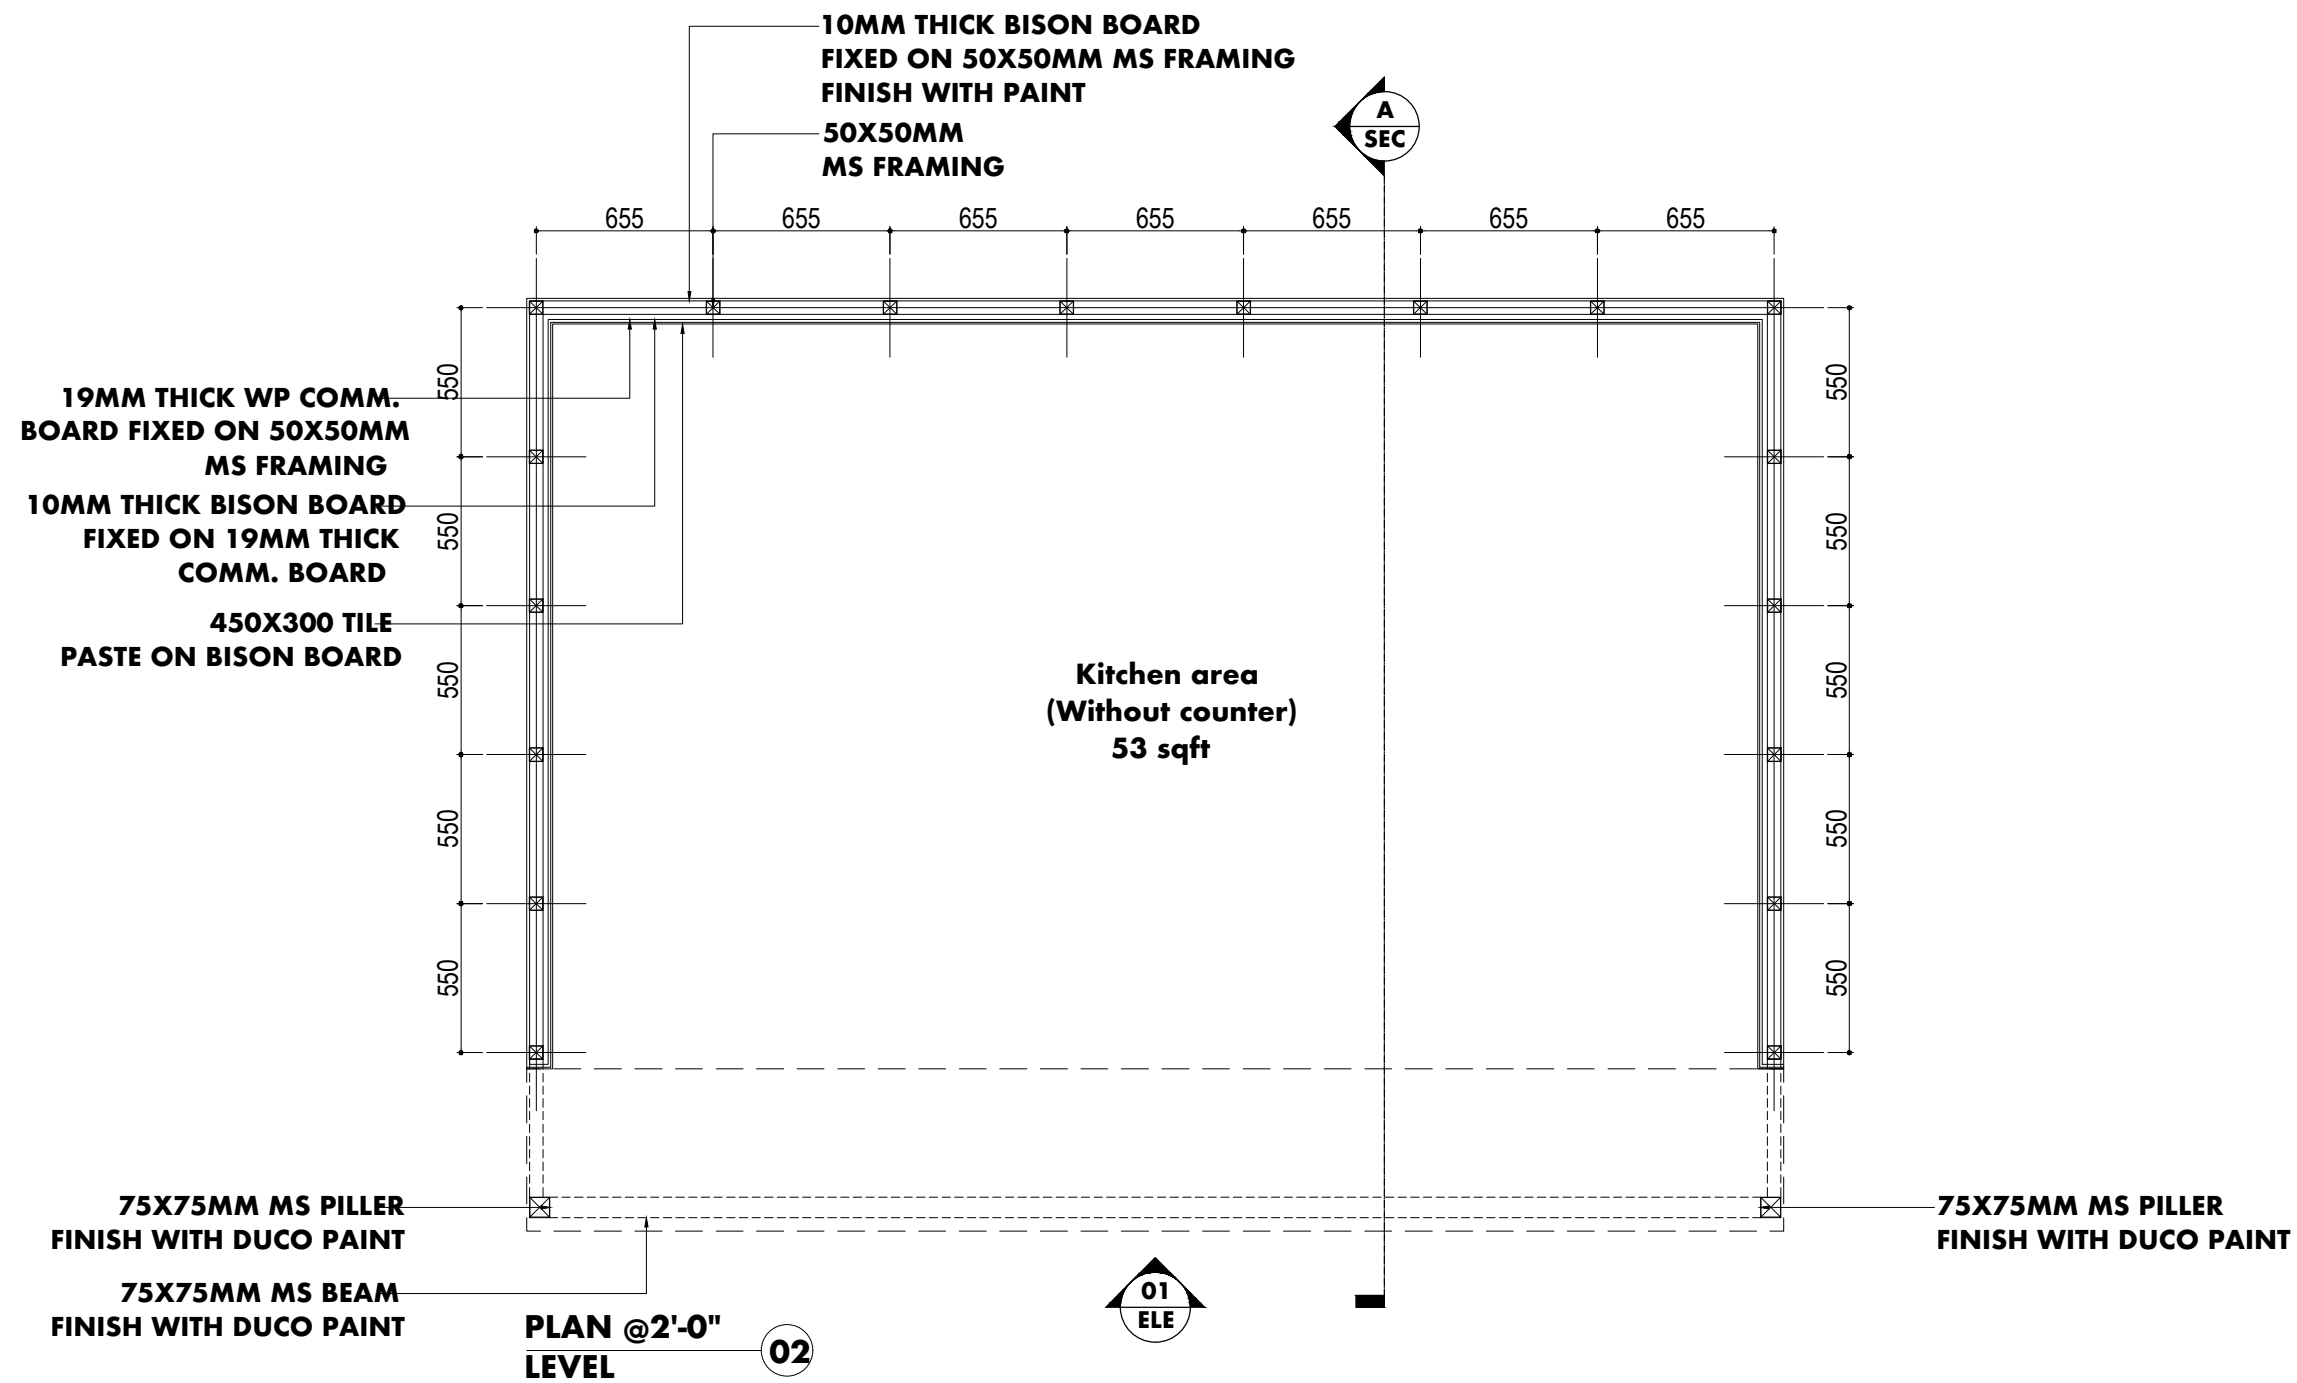 10MM THICK BISON BOARD
FIXED ON 50X50MM MS FRAMING
FINISH WITH PAINT
50X50MM
MS FRAMING
A
SEC
655 655 655 655 655 655 655
550
550
550
550
550
19MM THICK WP COMM.
BOARD FIXED ON 50X50MM
MS FRAMING
10MM THICK BISON BOARD
FIXED ON 19MM THICK
COMM. BOARD
450X300 TILE
PASTE ON BISON BOARD
Kitchen area
(Without counter)
53 sqft
550
550
550
550
550
75X75MM MS PILLER
FINISH WITH DUCO PAINT
75X75MM MS BEAM
FINISH WITH DUCO PAINT
75X75MM MS PILLER
FINISH WITH DUCO PAINT
01
ELE
PLAN @2'-0"
LEVEL
02